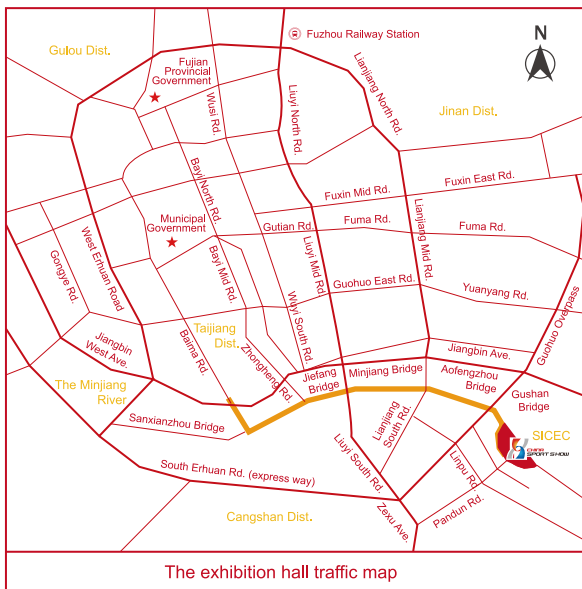 Fuzhou Railway Station
N
Gulou Dist.
Fujian
Provincial
Government
Wusi Rd.
Liuyi North Rd.
Lianjiang North Rd.
Jinan Dist.
Bayi North Rd.
Fuxin Mid Rd.
Fuxin East Rd.
Municipal
Government
Gutian Rd.
Fuma Rd.
Fuma Rd.
Gongye Rd.
West Erhuan Road
Bayi Mid Rd.
Liuyi Mid Rd.
Lianjiang Mid Rd.
Guohuo East Rd.
Yuanyang Rd.
Wuyi South Rd.
Guohuo Overpass
Jiangbin
West Ave.
Baima Rd.
Taijiang
Dist.
Zhongheng Rd.
Jiangbin Ave.
Jiefang
Bridge
Minjiang Bridge
Aofengzhou
Bridge
The Minjiang
River
Gushan
Bridge
Sanxianzhou Bridge
Liuyi South Rd.
Lianjiang
South Rd.
SICEC
CHINA
SPORT SHOW
South Erhuan Rd. (express way)
Linpu Rd.
Pandun Rd.
Cangshan Dist.
Zexu Ave.
The exhibition hall traffic map